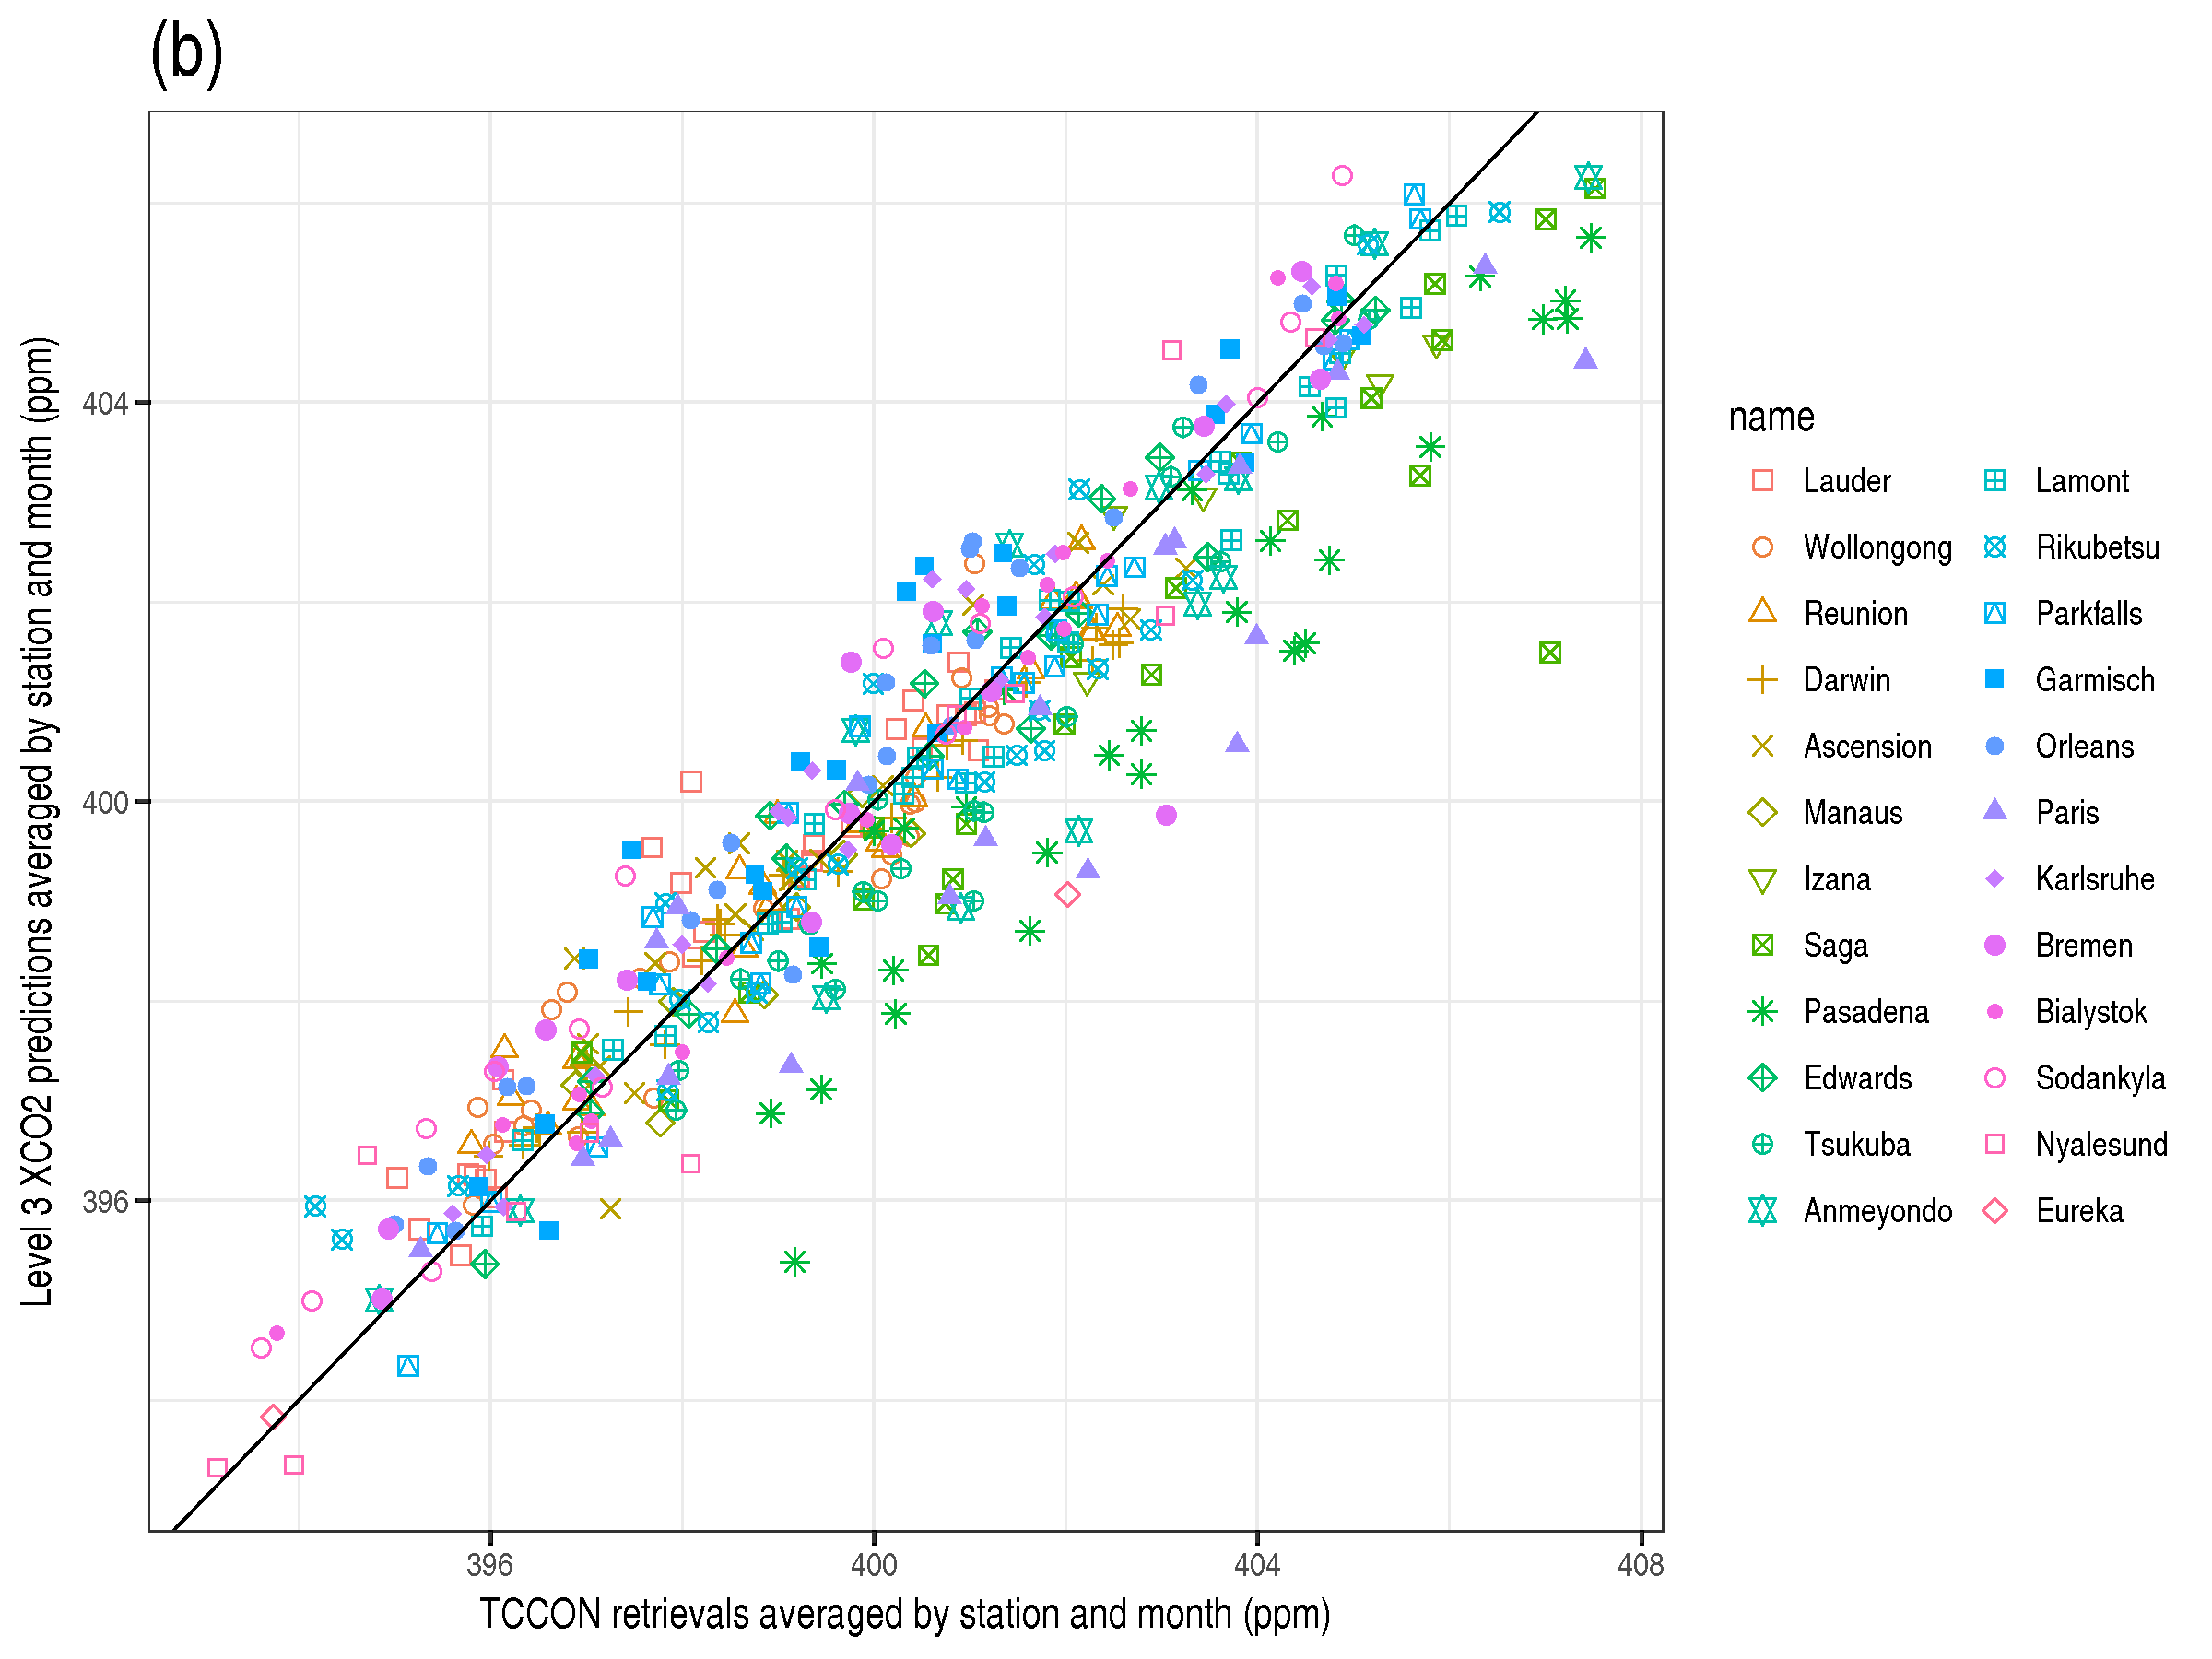 (b)
Level 3 XCO2 predictions averaged by station and month (ppm)
404
400
396
396 400 404 408
TCCON retrievals averaged by station and month (ppm)
name
Lauder
Wollongong
Reunion
Darwin
Ascension
Manaus
Izana
Saga
Pasadena
Edwards
Tsukuba
Anmeyondo
Lamont
Rikubetsu
Parkfalls
Garmisch
Orleans
Paris
Karlsruhe
Bremen
Bialystok
Sodankyla
Nyalesund
Eureka